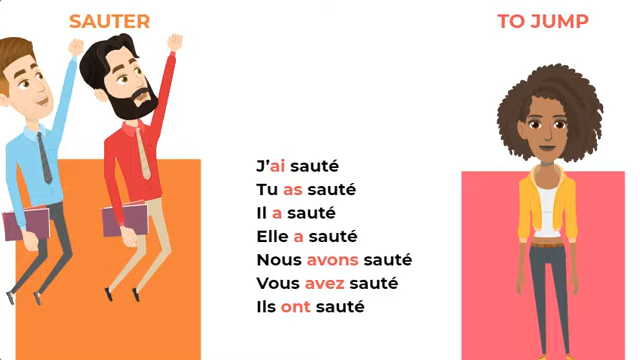 SAUTER
TO JUMP
J'ai sauté
Tu as sauté
Il a sauté
Elle a sauté
Nous avons sauté
Vous avez sauté
Ils ont sauté